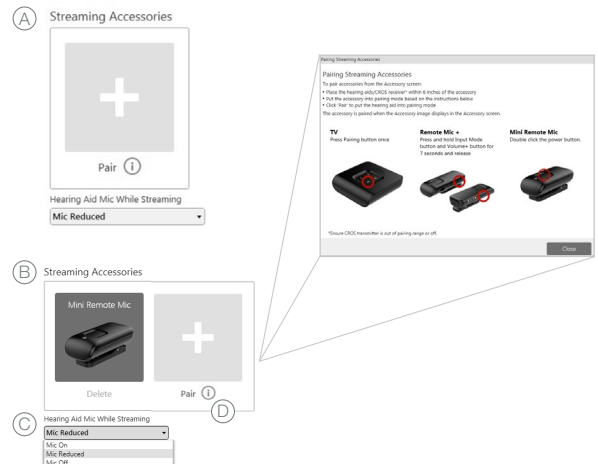 A
Streaming Accessories
Pair i
Hearing Aid Mic While Streaming
Mic Reduced
Pairing Streaming Accessories
Pairing Streaming Accessories
To pair accessories from the Accessory screen:
• Place the hearing aids/CROS receiver* within 6 inches of the accessory
• Put the accessory into pairing mode based on the instructions below
• Click 'Pair' to put the hearing aid into pairing mode
The accessory is paired when the Accessory image displays in the Accessory screen.
TV
Press Pairing button once
Remote Mic +
Press and hold Input Mode
button and Volume+ button for
7 seconds and release
Mini Remote Mic
Double click the power button.
*Ensure CROS transmitter is out of pairing range or off.
Close
B
Streaming Accessories
Mini Remote Mic
Delete
Pair i
D
C
Hearing Aid Mic While Streaming
Mic Reduced
Mic On
Mic Reduced
Mic Off